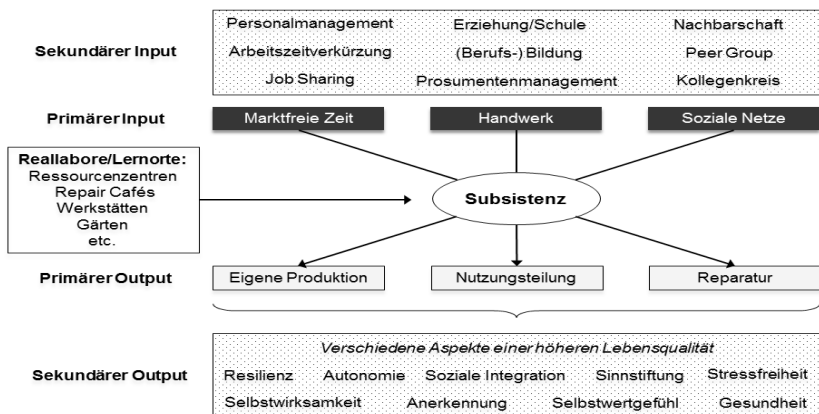 Personalmanagement Erziehung/Schule Nachbarschaft
Sekundärer Input Arbeitszeitverkürzung (Berufs-) Bildung Peer Group
Job Sharing Prosumentenmanagement Kollegenkreis
Primärer Input Marktfreie Zeit Handwerk Soziale Netze
Reallabore/Lernorte:
Ressourcenzentren
Repair Cafés
Werkstätten
Gärten
etc.
Subsistenz
Primärer Output Eigene Produktion Nutzungsteilung Reparatur
Verschiedene Aspekte einer höheren Lebensqualität
Sekundärer Output Resilienz Autonomie Soziale Integration Sinnstiftung Stressfreiheit
Selbstwirksamkeit Anerkennung Selbstwertgefühl Gesundheit